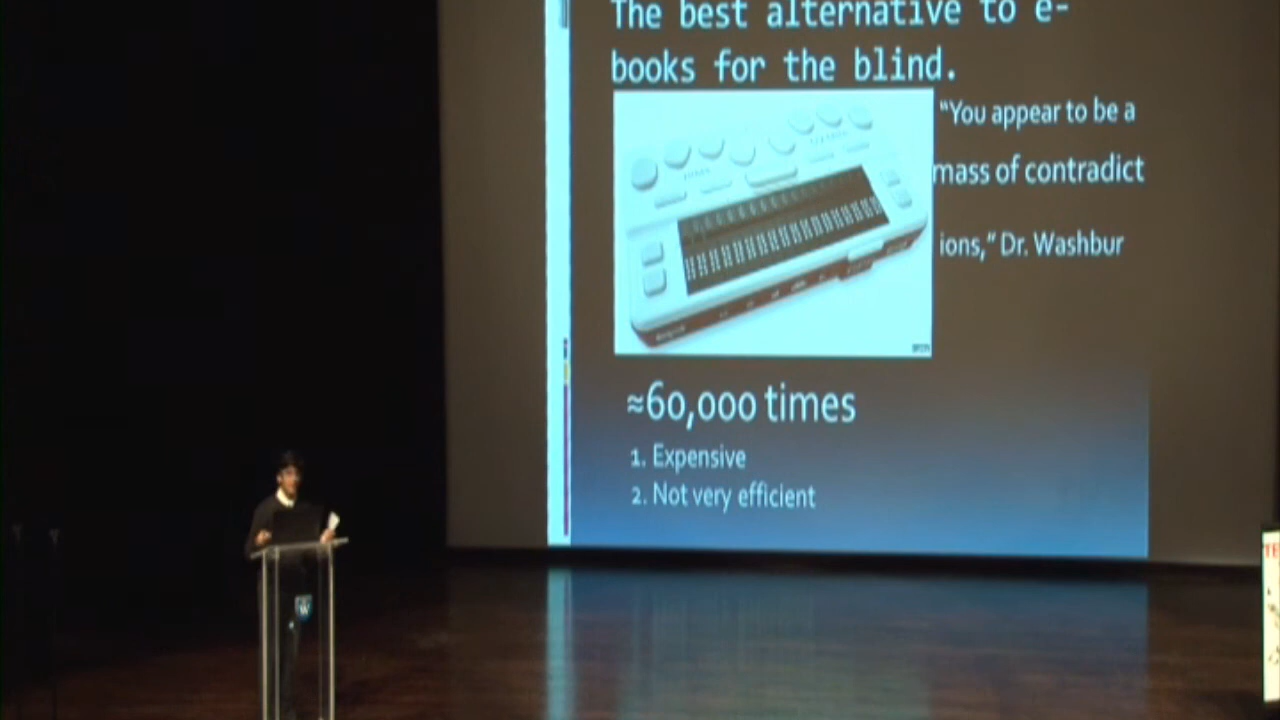 The best alternative to e-
books for the blind.
“You appear to be a
mass of contradict
ions,” Dr. Washbur
≈60,000 times
1. Expensive
2. Not very efficient
W
TE